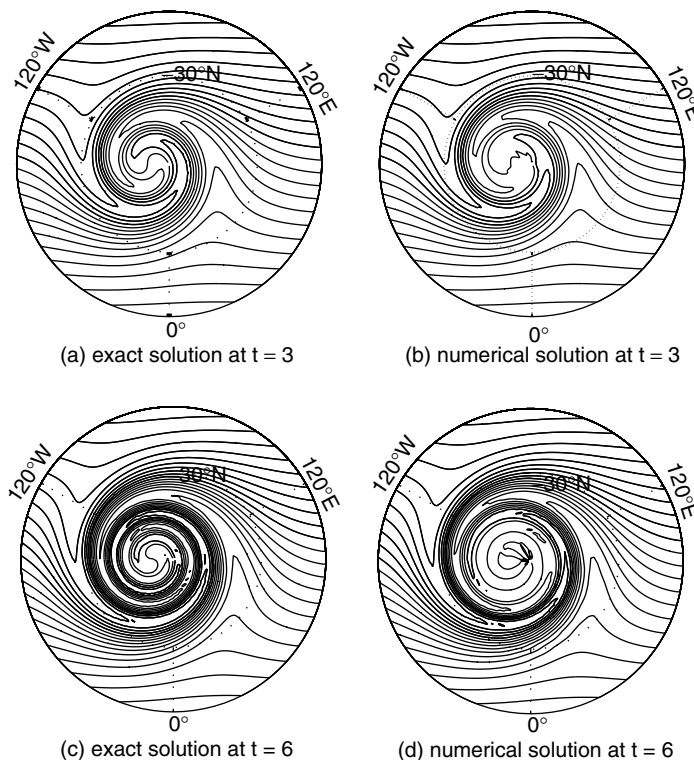 120°W
30°N
120°E
0°
(a) exact solution at t = 3
120°W
30°N
120°E
0°
(b) numerical solution at t = 3
120°W
30°N
120°E
0°
(c) exact solution at t = 6
120°W
30°N
120°E
0°
(d) numerical solution at t = 6